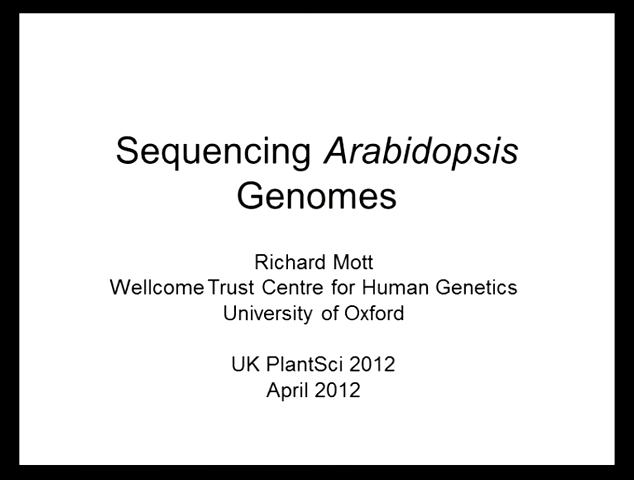 Sequencing Arabidopsis
Genomes
Richard Mott
Wellcome Trust Centre for Human Genetics
University of Oxford
UK PlantSci 2012
April 2012